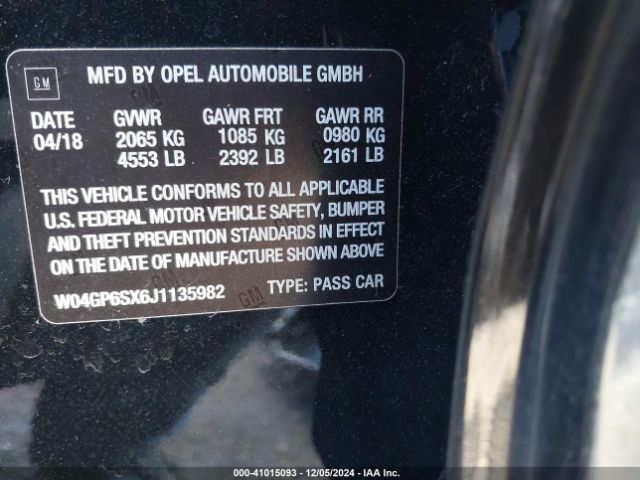 GM MFD BY OPEL AUTOMOBILE GMBH
DATE GVWR GAWR FRT GAWR RR
04/18 2065 KG 1085 KG 0980 KG
4553 LB 2392 LB 2161 LB
THIS VEHICLE CONFORMS TO ALL APPLICABLE
U.S. FEDERAL MOTOR VEHICLE SAFETY, BUMPER
AND THEFT PREVENTION STANDARDS IN EFFECT
ON THE DATE OF MANUFACTURE SHOWN ABOVE
W04GP6SX6J1135982 TYPE: PASS CAR
000-41015093 - 12/05/2024 - IAA Inc.